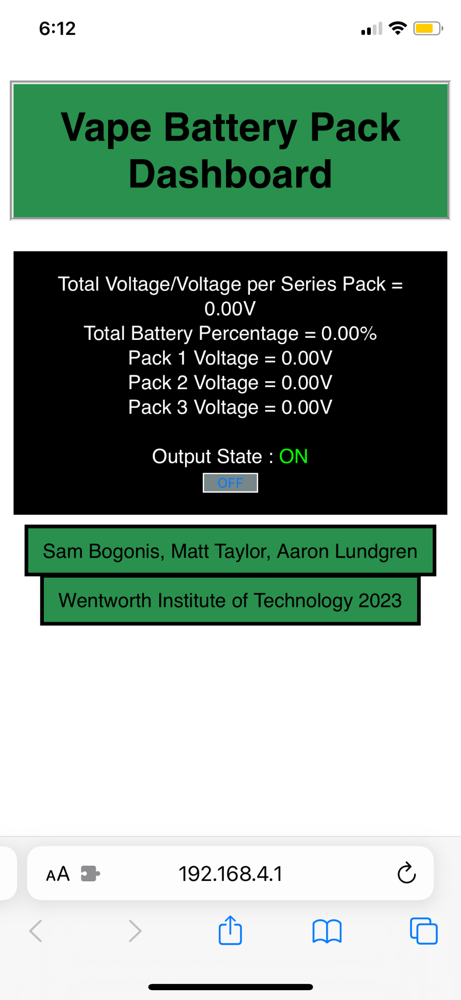 6:12
Vape Battery Pack
Dashboard
Total Voltage/Voltage per Series Pack =
0.00V
Total Battery Percentage = 0.00%
Pack 1 Voltage = 0.00V
Pack 2 Voltage = 0.00V
Pack 3 Voltage = 0.00V
Output State : ON
OFF
Sam Bogonis, Matt Taylor, Aaron Lundgren
Wentworth Institute of Technology 2023
AA 192.168.4.1